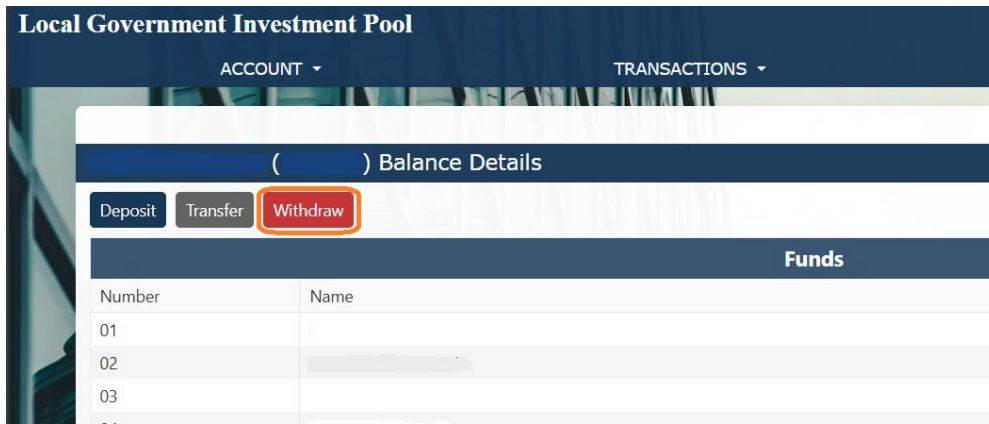 Local Government Investment Pool
ACCOUNT TRANSACTIONS
( ) Balance Details
Deposit Transfer Withdraw
Funds
Number Name
01
02
03